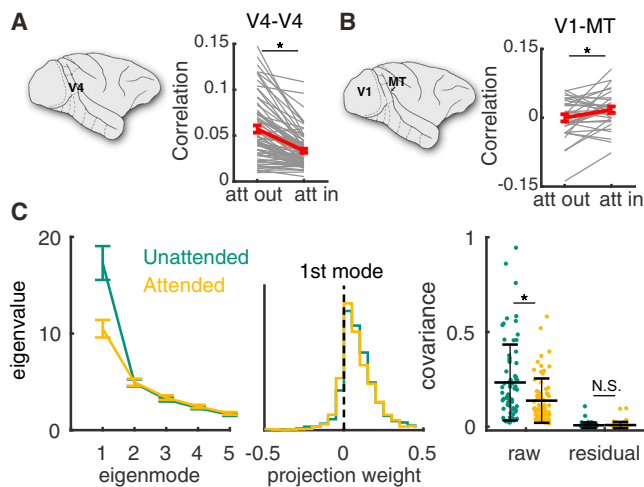 A
V4-V4
V4
Correlation
0.15
0.1
0.05
0
*
att out
att in
B
V1-MT
V1
MT
Correlation
0.15
0
-0.15
*
att out
att in
C
eigenvalue
20
10
0
Unattended
Attended
1 2 3 4 5
eigenmode
1st mode
-0.5 0 0.5
projection weight
covariance
1
0.5
0
*
N.S.
raw
residual